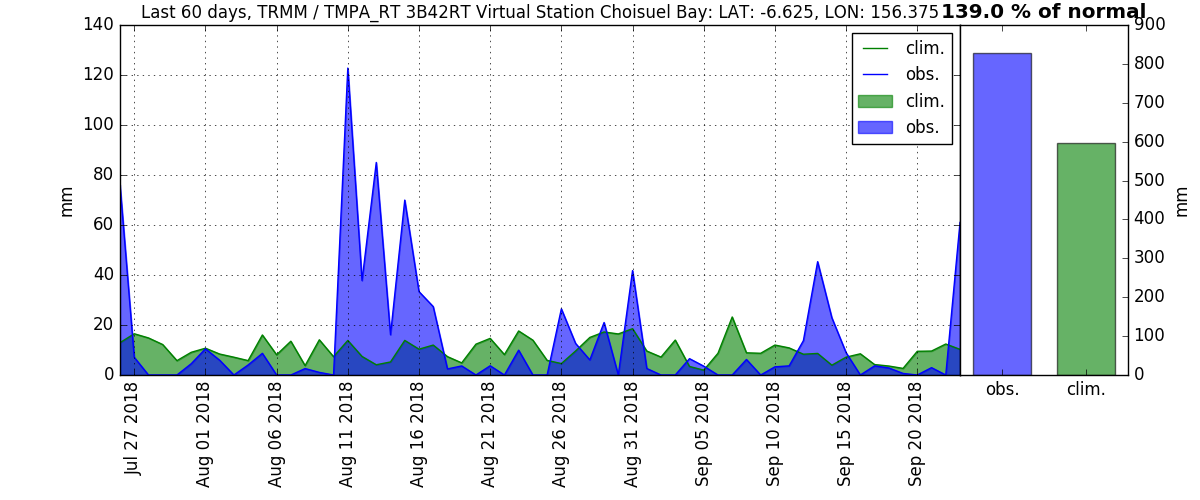 Last 60 days, TRMM / TMPA_RT 3B42RT Virtual Station Choisuel Bay: LAT: -6.625, LON: 156.375
139.0 % of normal
140
120
100
80
60
40
20
0
mm
clim.
obs.
clim.
obs.
Jul 27 2018
Aug 01 2018
Aug 06 2018
Aug 11 2018
Aug 16 2018
Aug 21 2018
Aug 26 2018
Aug 31 2018
Sep 05 2018
Sep 10 2018
Sep 15 2018
Sep 20 2018
900
800
700
600
500
400
300
200
100
0
mm
obs.
clim.